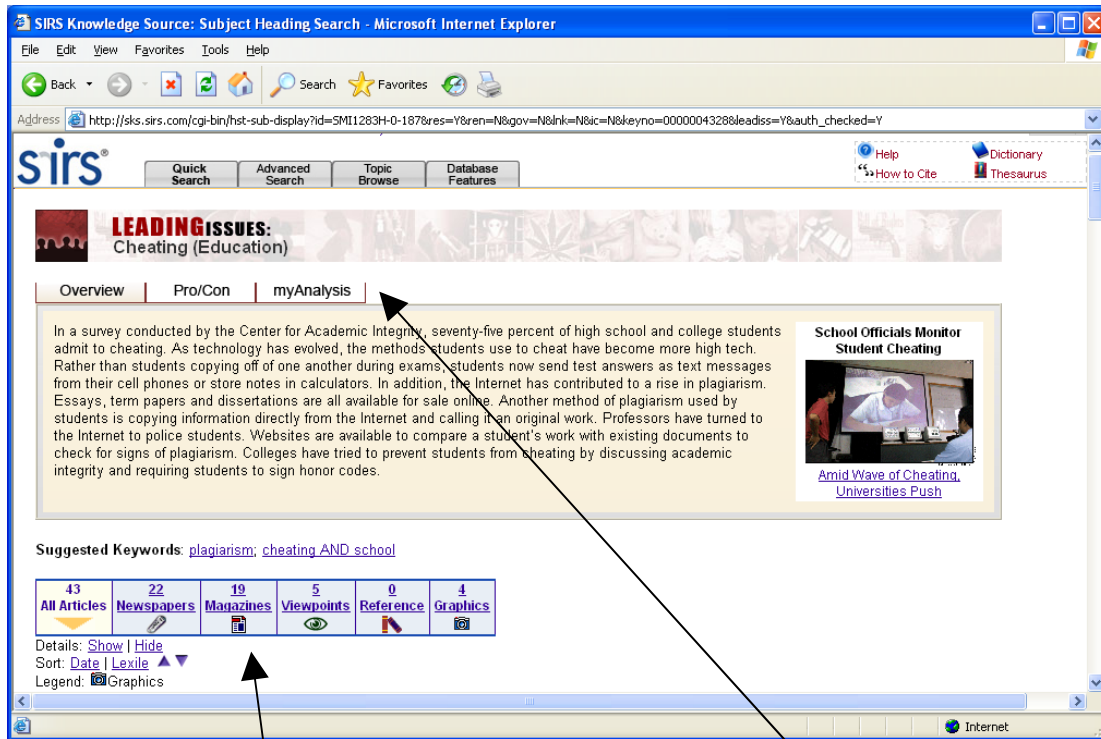 SIRS Knowledge Source: Subject Heading Search - Microsoft Internet Explorer
File Edit View Favorites Tools Help
Back Search Favorites
Address http://sks.sirs.com/cgi-bin/hst-sub-display?id=SMI1283H-0-187&res=Y&ren=N&gov=N&lnk=N&ic=N&keyno=0000004328&leadiss=Y&auth_checked=Y
sirs®
Quick Search Advanced Search Topic Browse Database Features
Help Dictionary
How to Cite Thesaurus
LEADING ISSUES:
Cheating (Education)
Overview Pro/Con myAnalysis
In a survey conducted by the Center for Academic Integrity, seventy-five percent of high school and college students
admit to cheating. As technology has evolved, the methods students use to cheat have become more high tech.
Rather than students copying off of one another during exams, students now send test answers as text messages
from their cell phones or store notes in calculators. In addition, the Internet has contributed to a rise in plagiarism.
Essays, term papers and dissertations are all available for sale online. Another method of plagiarism used by
students is copying information directly from the Internet and calling it an original work. Professors have turned to
the Internet to police students. Websites are available to compare a student's work with existing documents to
check for signs of plagiarism. Colleges have tried to prevent students from cheating by discussing academic
integrity and requiring students to sign honor codes.
School Officials Monitor
Student Cheating
Amid Wave of Cheating,
Universities Push
Suggested Keywords: plagiarism; cheating AND school
43 22 19 5 0 4
All Articles Newspapers Magazines Viewpoints Reference Graphics
Details: Show | Hide
Sort: Date | Lexile
Legend: Graphics
Internet